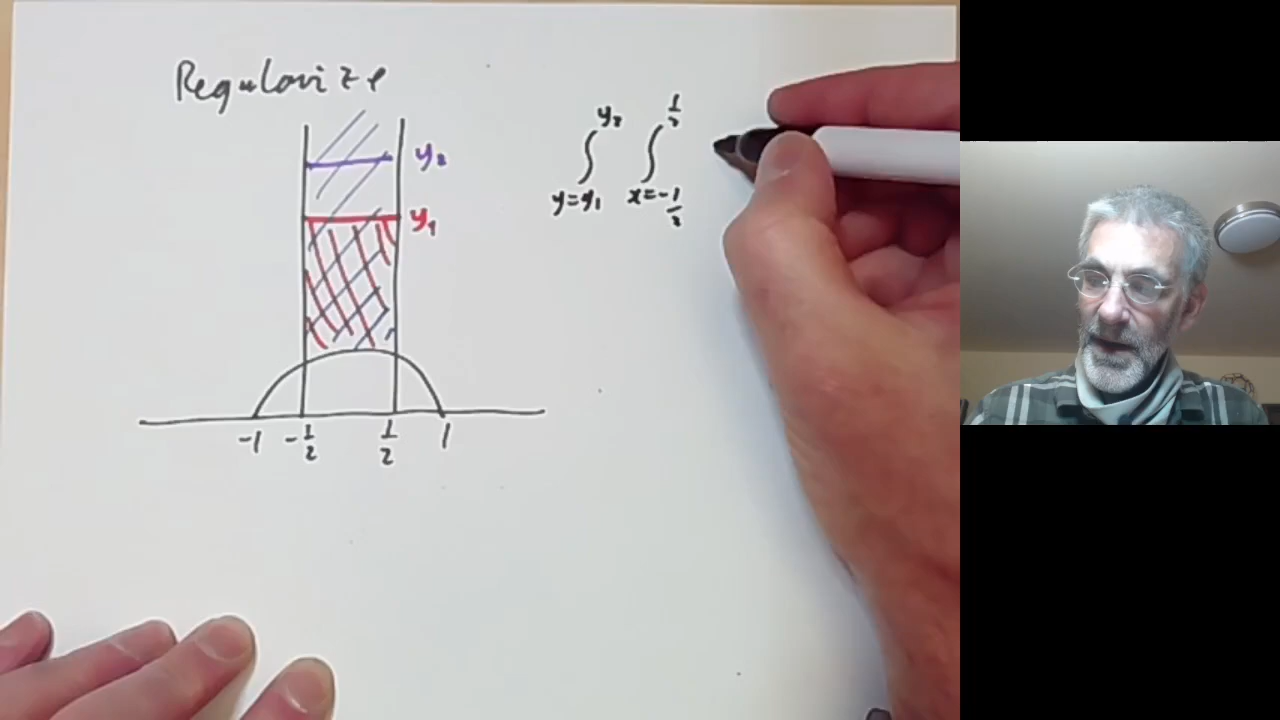 Regularize
y₂
y₁
-1 -1/2 1/2 1
∫_{y=y₁}^{y₂} ∫_{x=-1/2}^{1/2}